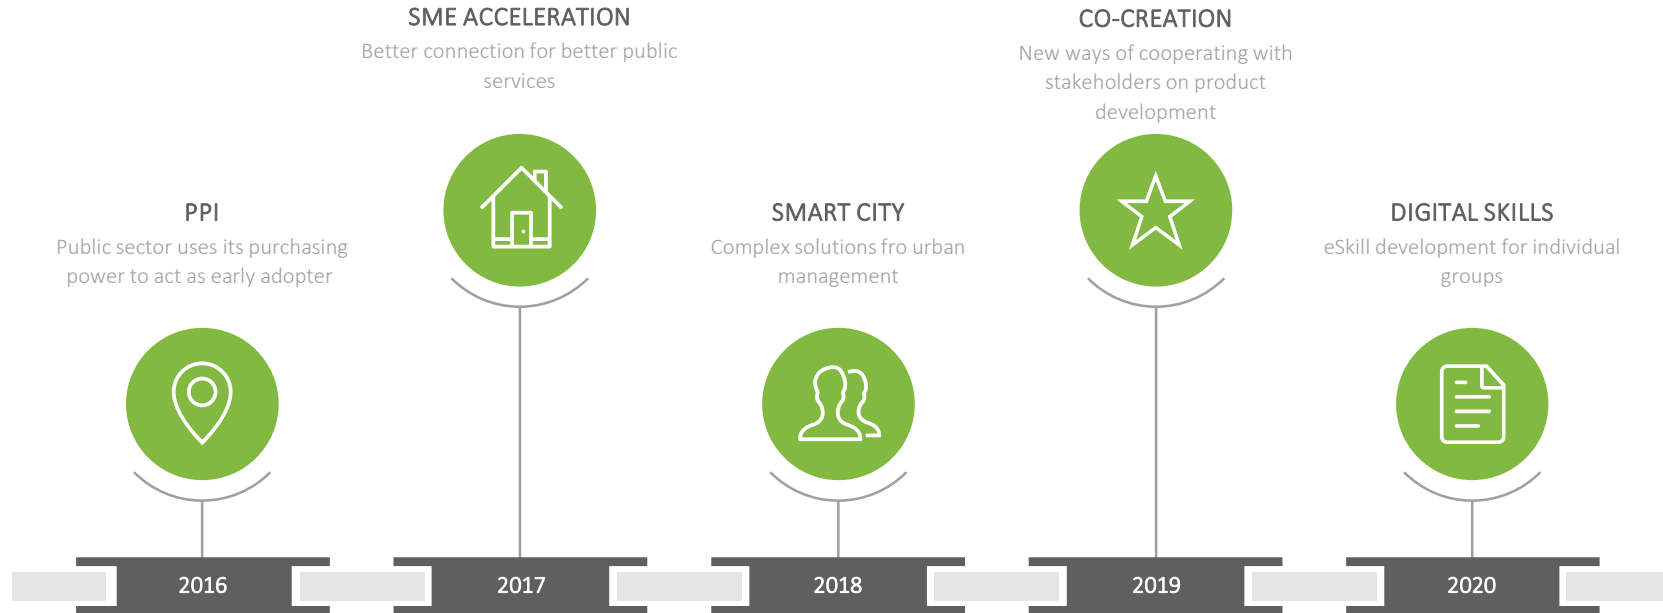 SME ACCELERATION
Better connection for better public
services
CO-CREATION
New ways of cooperating with
stakeholders on product
development
PPI
Public sector uses its purchasing
power to act as early adopter
SMART CITY
Complex solutions fro urban
management
DIGITAL SKILLS
eSkill development for individual
groups
2016
2017
2018
2019
2020